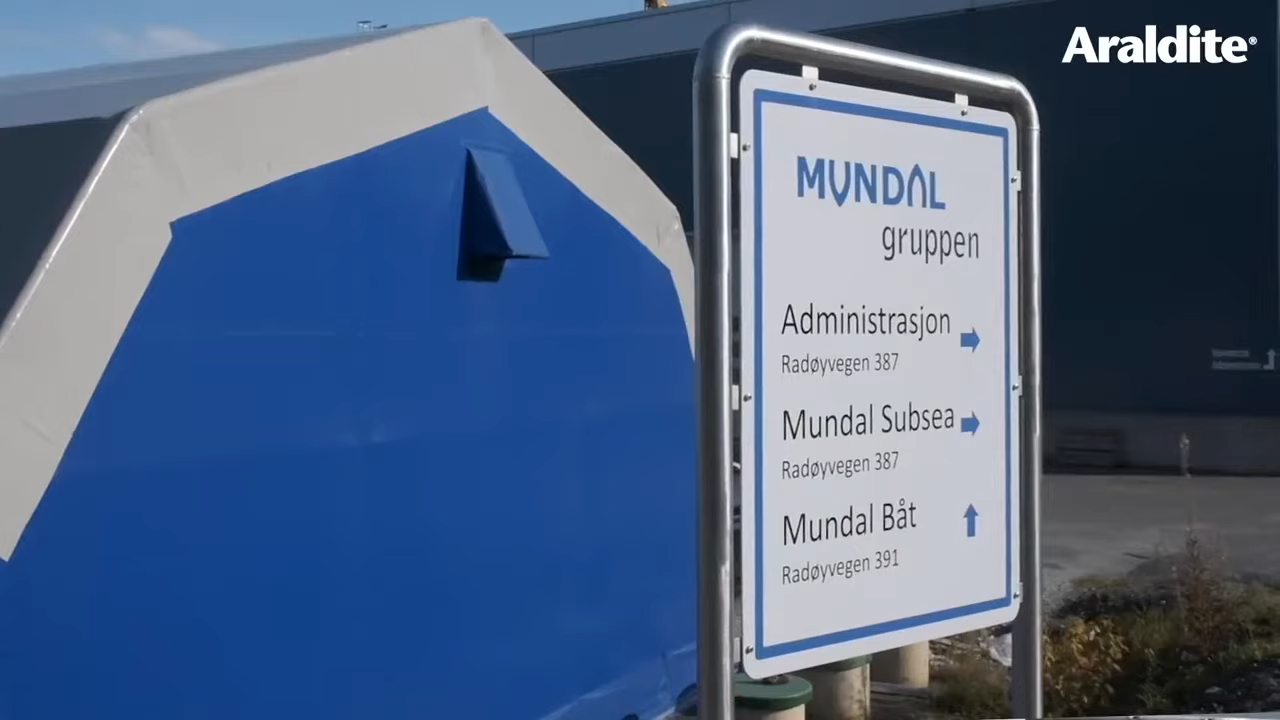 Araldite®
MUNDAL
gruppen
Administrasjon
Radøyvegen 387
Mundal Subsea
Radøyvegen 387
Mundal Båt
Radøyvegen 391